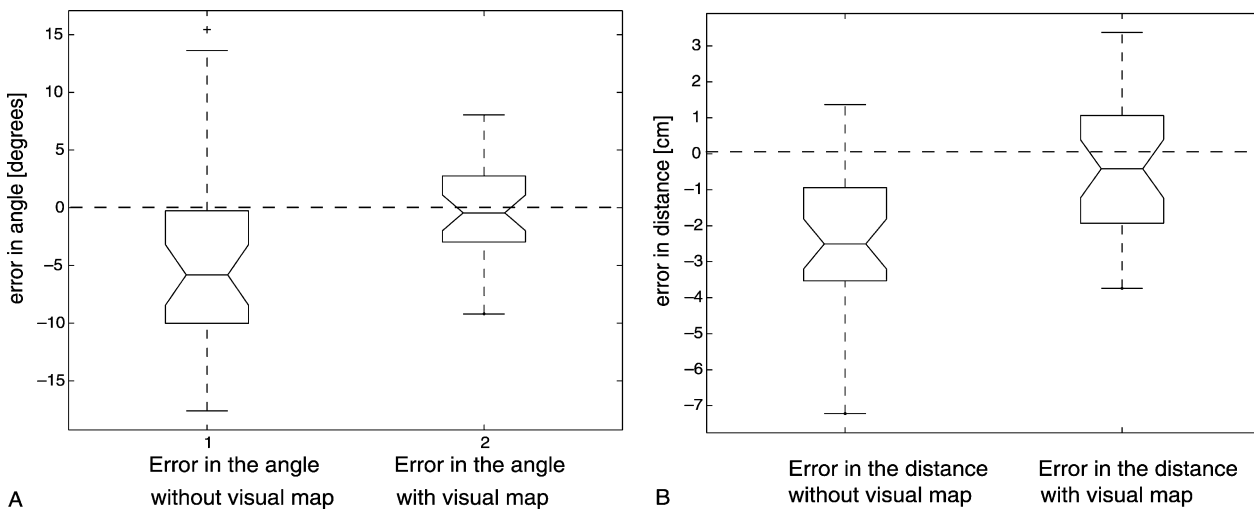 15
10
5
0
−5
−10
−15
error in angle [degrees]
1
2
Error in the angle
without visual map
Error in the angle
with visual map
A
3
2
1
0
−1
−2
−3
−4
−5
−6
−7
error in distance [cm]
Error in the distance
without visual map
Error in the distance
with visual map
B